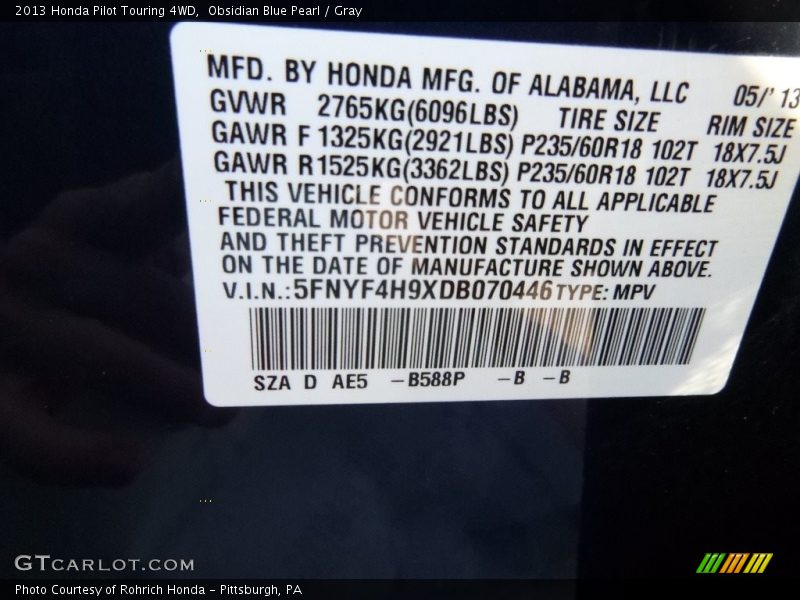 2013 Honda Pilot Touring 4WD,  Obsidian Blue Pearl / Gray
MFD. BY HONDA MFG. OF ALABAMA, LLC 05/' 13
GVWR 2765KG(6096LBS) TIRE SIZE RIM SIZE
GAWR F 1325KG(2921LBS) P235/60R18 102T 18X7.5J
GAWR R1525KG(3362LBS) P235/60R18 102T 18X7.5J
THIS VEHICLE CONFORMS TO ALL APPLICABLE
FEDERAL MOTOR VEHICLE SAFETY
AND THEFT PREVENTION STANDARDS IN EFFECT
ON THE DATE OF MANUFACTURE SHOWN ABOVE.
V.I.N.:5FNYF4H9XDB070446 TYPE: MPV
SZA D AE5 -B588P -B -B
GTCARLOT.COM
Photo Courtesy of Rohrich Honda - Pittsburgh, PA